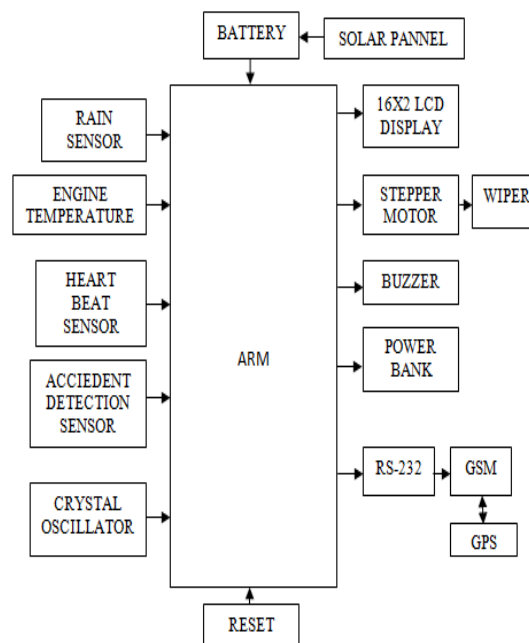 BATTERY
SOLAR PANNEL
RAIN
SENSOR
16X2 LCD
DISPLAY
ENGINE
TEMPERATURE
STEPPER
MOTOR
WIPER
HEART
BEAT
SENSOR
BUZZER
ARM
POWER
BANK
ACCIEDENT
DETECTION
SENSOR
RS-232
GSM
CRYSTAL
OSCILLATOR
GPS
RESET